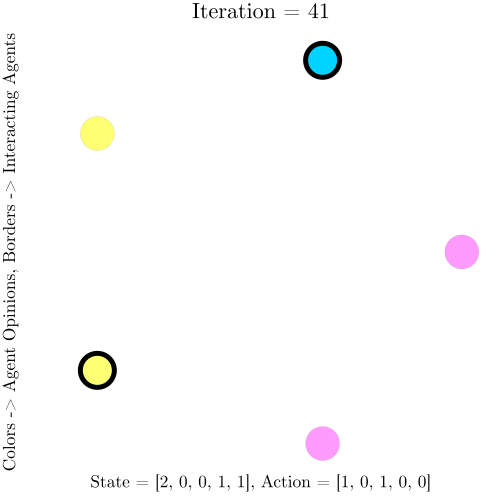 Iteration = 41
Colors -> Agent Opinions, Borders -> Interacting Agents
State = [2, 0, 0, 1, 1], Action = [1, 0, 1, 0, 0]